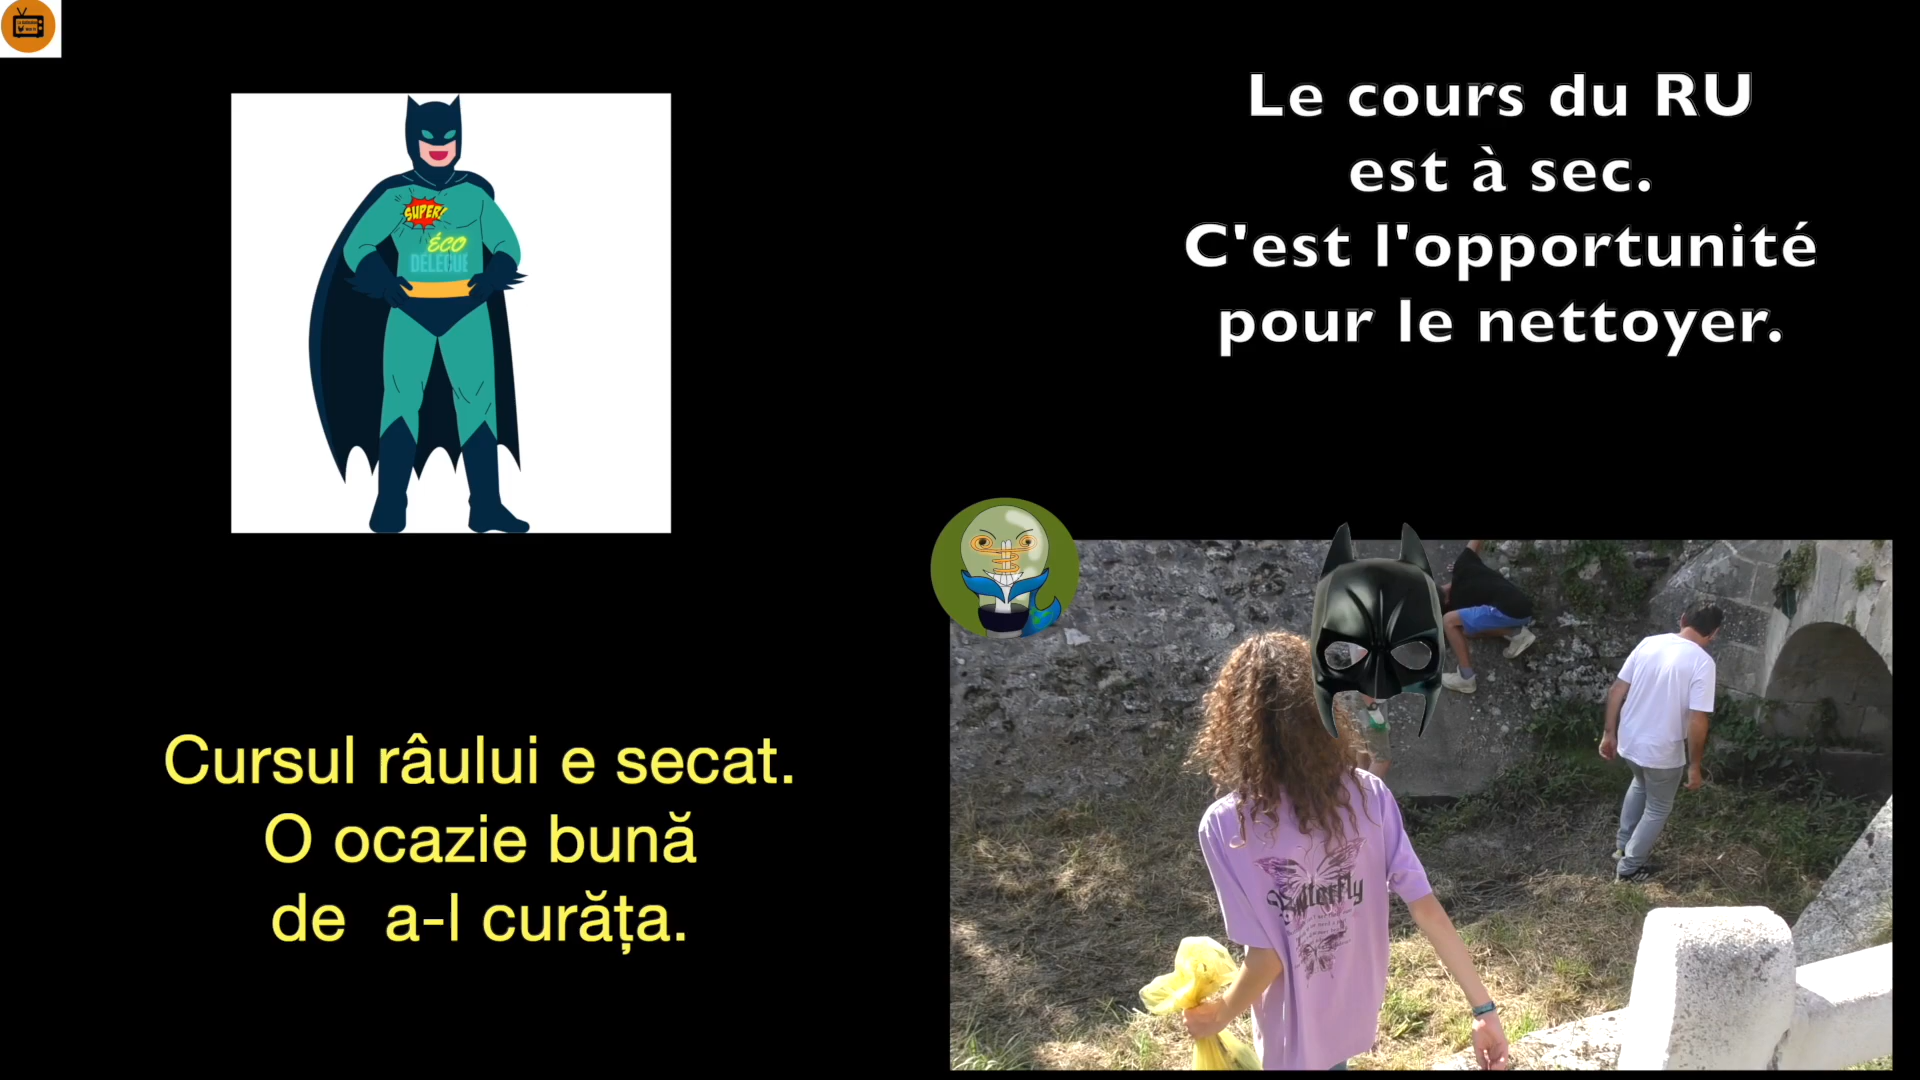 SUPER!
ÉCO
DÉLÉGUÉ
Le cours du RU
est à sec.
C'est l'opportunité
pour le nettoyer.
Cursul râului e secat.
O ocazie bună
de a-l curăța.
Butterfly